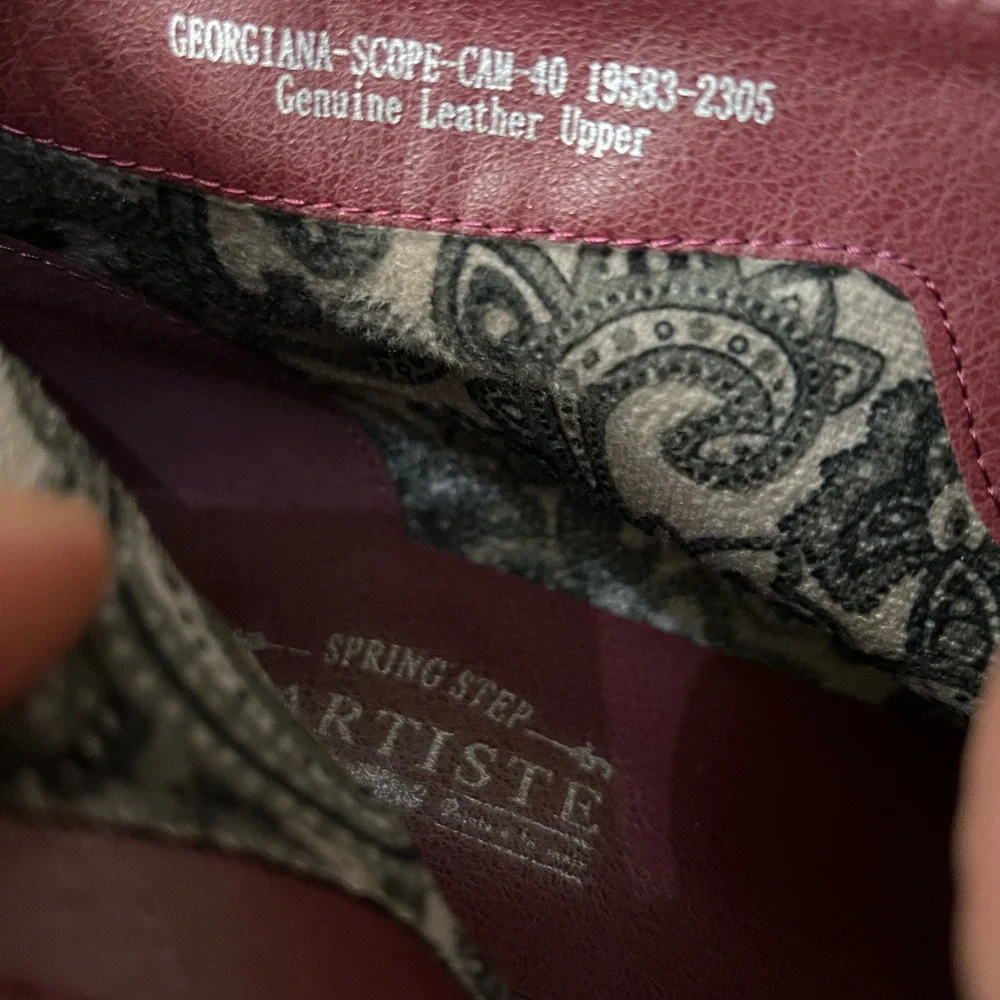 GEORGIANA-SCOPE-CAM-40 19583-2305
Genuine Leather Upper
SPRING STEP
ARTISTE